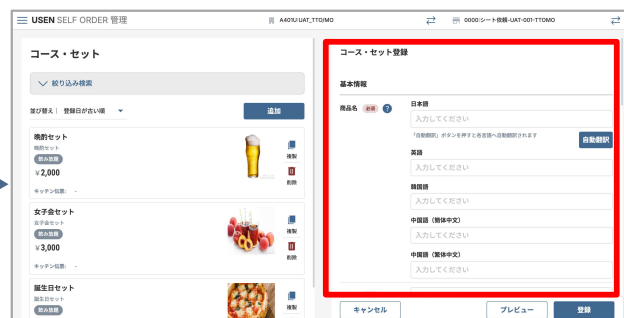 USEN SELF ORDER 管理
A401U UAT_TTO/MO
0000:シート依頼-UAT-001-TTOMO
コース・セット
絞り込み検索
並び替え 登録日が古い順
追加
晩酌セット
晩酌セット
飲み放題
¥2,000
キッチン伝票: -
複製
削除
女子会セット
女子会セット
飲み放題
¥3,000
キッチン伝票: -
複製
削除
誕生日セット
誕生日セット
飲み放題
複製
コース・セット登録
基本情報
商品名 必須 ?
日本語
入力してください
「自動翻訳」ボタンを押すと各言語へ自動翻訳されます
自動翻訳
英語
入力してください
韓国語
入力してください
中国語(簡体中文)
入力してください
中国語(繁体中文)
入力してください
キャンセル
プレビュー
登録